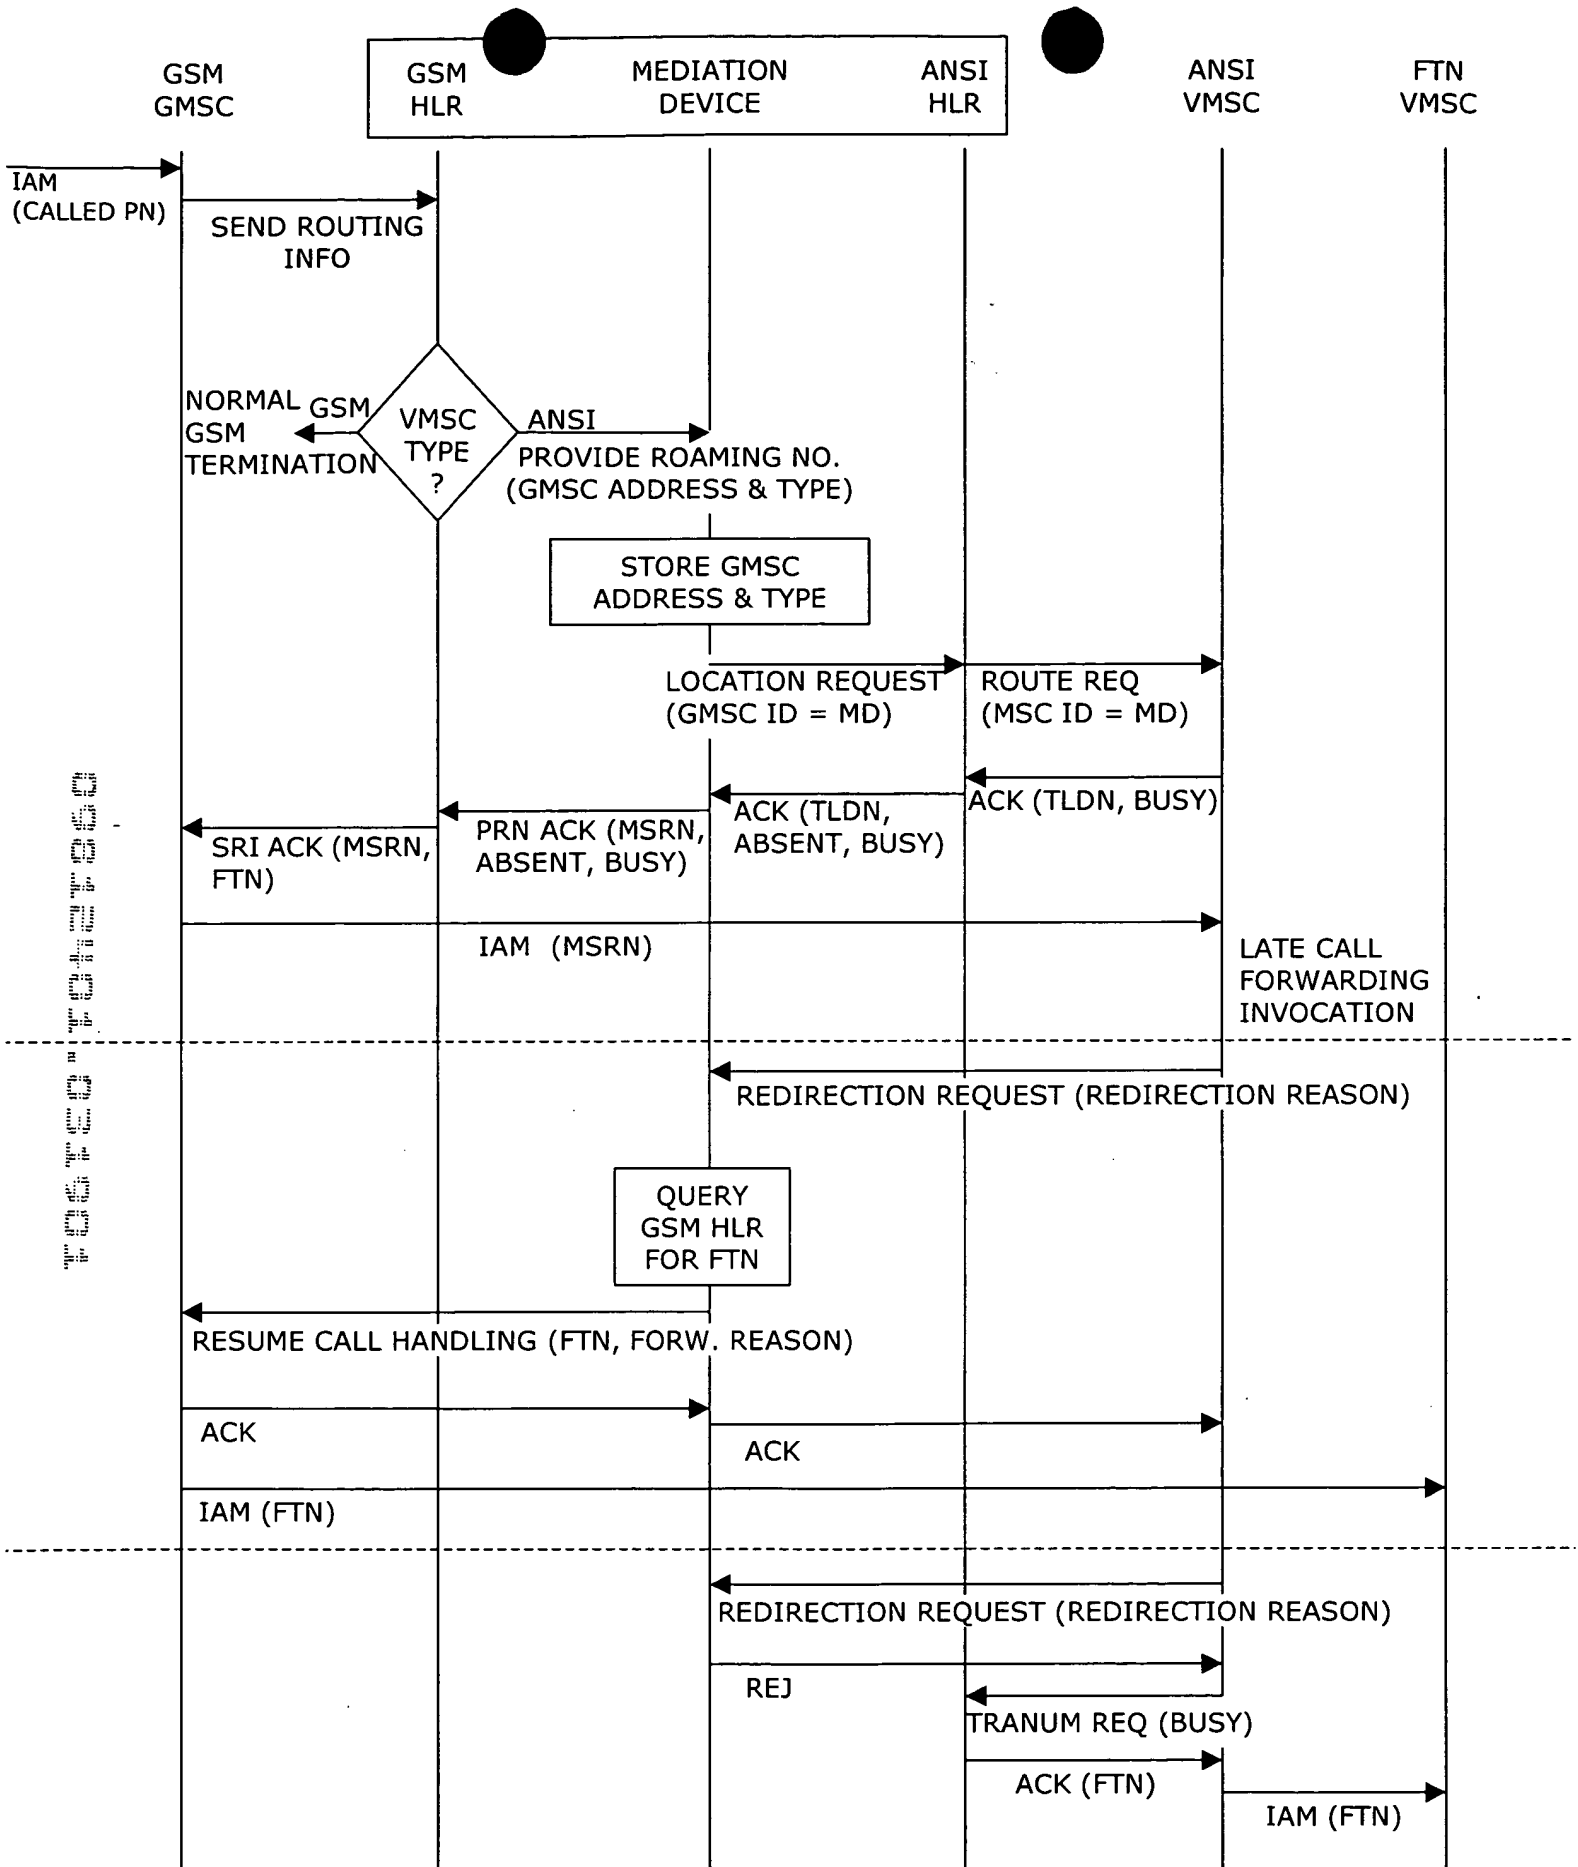 GSM
GMSC
GSM
HLR
MEDIATION
DEVICE
ANSI
HLR
ANSI
VMSC
FTN
VMSC
IAM
(CALLED PN)
SEND ROUTING
INFO
NORMAL
GSM
TERMINATION
GSM
VMSC
TYPE
?
ANSI
PROVIDE ROAMING NO.
(GMSC ADDRESS & TYPE)
STORE GMSC
ADDRESS & TYPE
LOCATION REQUEST
(GMSC ID = MD)
ROUTE REQ
(MSC ID = MD)
ACK (TLDN, BUSY)
ACK (TLDN,
ABSENT, BUSY)
PRN ACK (MSRN,
ABSENT, BUSY)
SRI ACK (MSRN,
FTN)
IAM (MSRN)
LATE CALL
FORWARDING
INVOCATION
REDIRECTION REQUEST (REDIRECTION REASON)
QUERY
GSM HLR
FOR FTN
RESUME CALL HANDLING (FTN, FORW. REASON)
ACK
ACK
IAM (FTN)
REDIRECTION REQUEST (REDIRECTION REASON)
REJ
TRANUM REQ (BUSY)
ACK (FTN)
IAM (FTN)